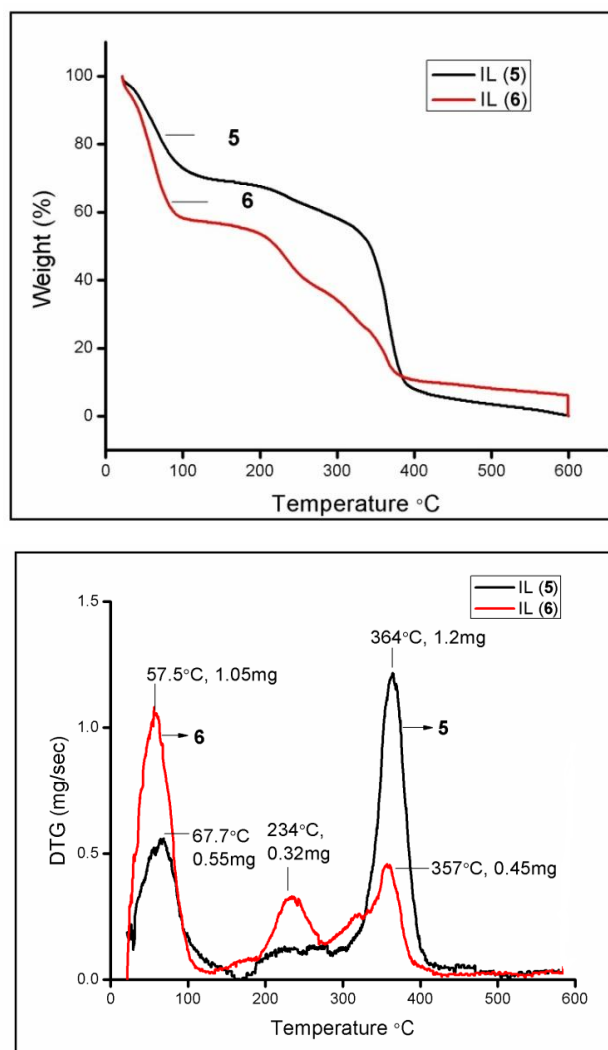 IL (5)
IL (6)
100
80
60
40
20
0
5
6
Weight (%)
0 100 200 300 400 500 600
Temperature °C
IL (5)
IL (6)
1.5
1.0
0.5
0.0
364°C, 1.2mg
57.5°C, 1.05mg
6
5
67.7°C
0.55mg
234°C,
0.32mg
357°C, 0.45mg
DTG (mg/sec)
0 100 200 300 400 500 600
Temperature °C